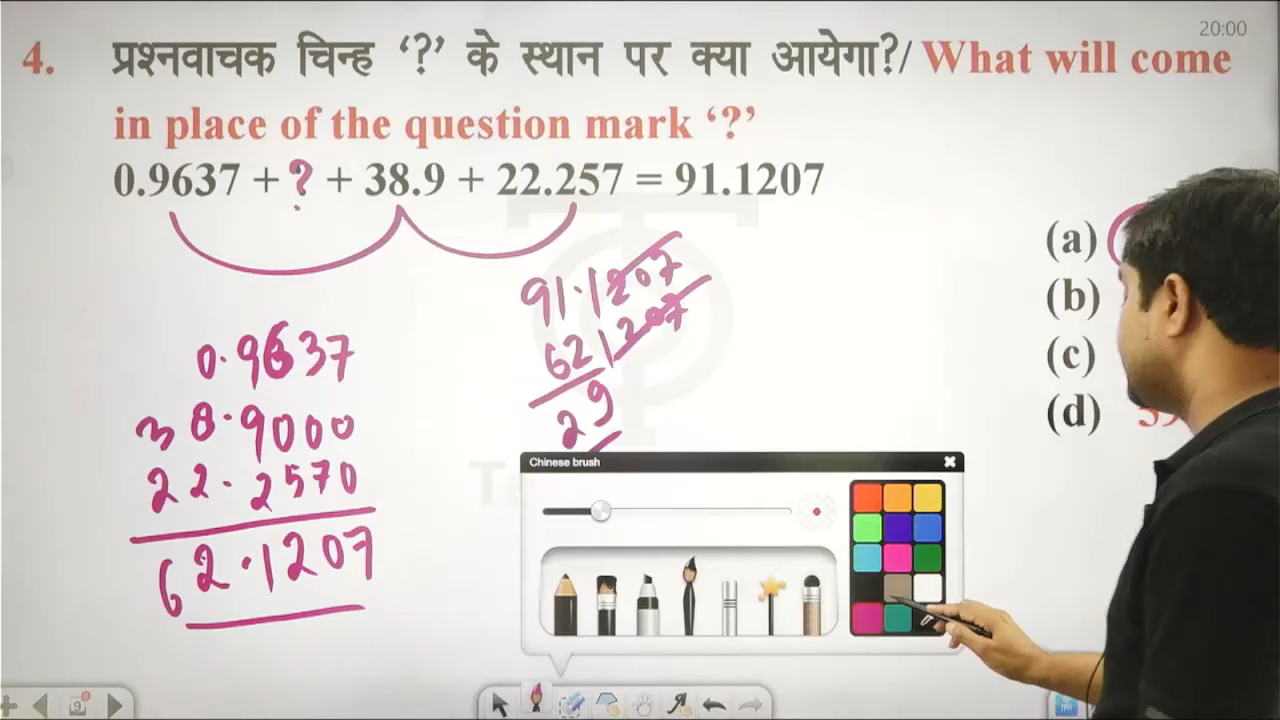 20:00
4. प्रश्नवाचक चिन्ह ‘?’ के स्थान पर क्या आयेगा?/ What will come
in place of the question mark ‘?’
0.9637 + ? + 38.9 + 22.257 = 91.1207
(a)
(b)
(c)
(d)
0.9637
38.9000
22.2570
62.1207
91.1207
621207
29
Chinese brush
9